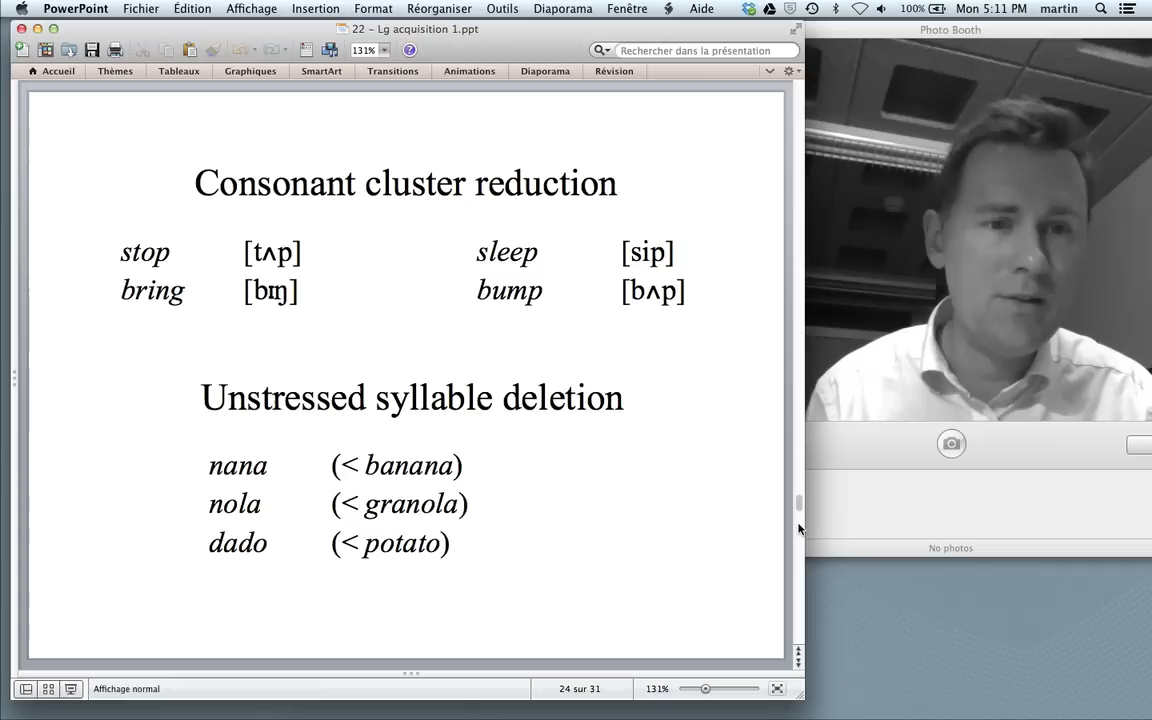 PowerPoint Fichier Édition Affichage Insertion Format Réorganiser Outils Diaporama Fenêtre Aide 100% Mon 5:11 PM martin
22 - Lg acquisition 1.ppt
Photo Booth
131% Rechercher dans la présentation
Accueil Thèmes Tableaux Graphiques SmartArt Transitions Animations Diaporama Révision
Consonant cluster reduction
stop [tʌp] sleep [sip]
bring [bɪŋ] bump [bʌp]
Unstressed syllable deletion
nana (< banana)
nola (< granola)
dado (< potato)
No photos
Affichage normal 24 sur 31 131%